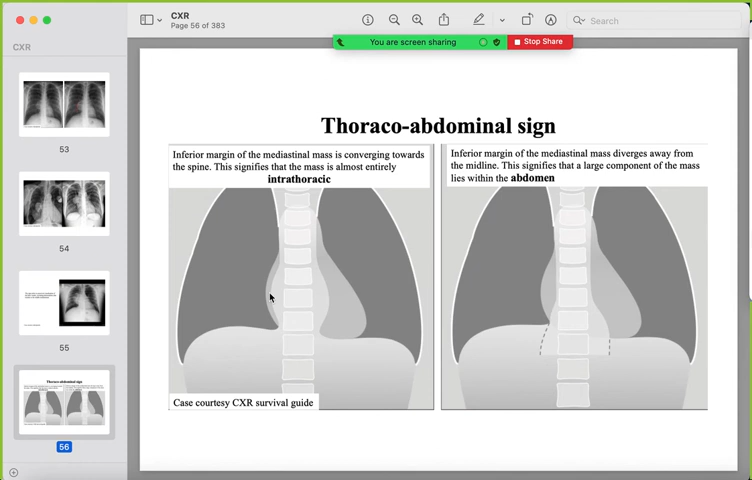 CXR
Page 56 of 383
Search
You are screen sharing
Stop Share
CXR
53
54
55
56
Thoraco-abdominal sign
Inferior margin of the mediastinal mass is converging towards
the spine. This signifies that the mass is almost entirely
intrathoracic
Inferior margin of the mediastinal mass diverges away from
the midline. This signifies that a large component of the mass
lies within the abdomen
Case courtesy CXR survival guide